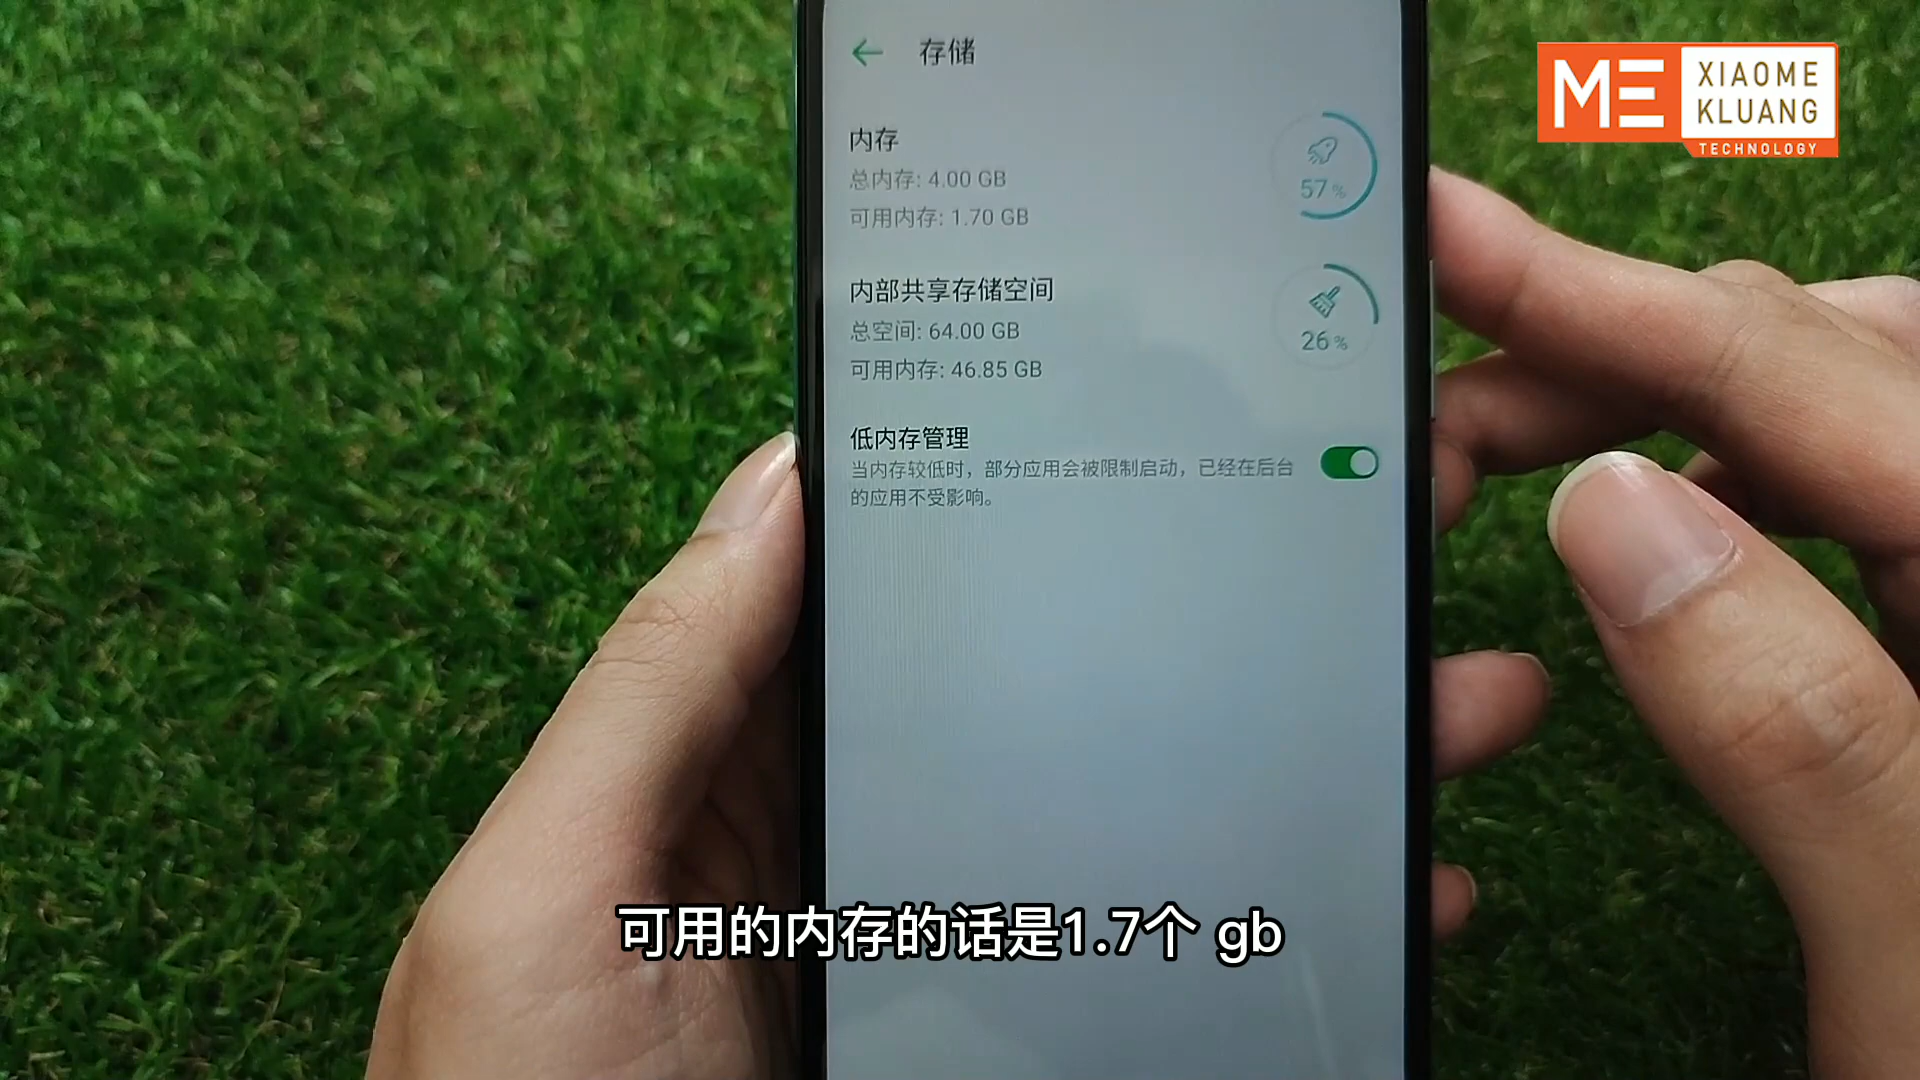 存储
内存
总内存: 4.00 GB
可用内存: 1.70 GB
57 %
内部共享存储空间
总空间: 64.00 GB
可用内存: 46.85 GB
26 %
低内存管理
当内存较低时，部分应用会被限制启动，已经在后台
的应用不受影响。
ME
XIAOME
KLUANG
TECHNOLOGY
可用的内存的话是1.7个 gb